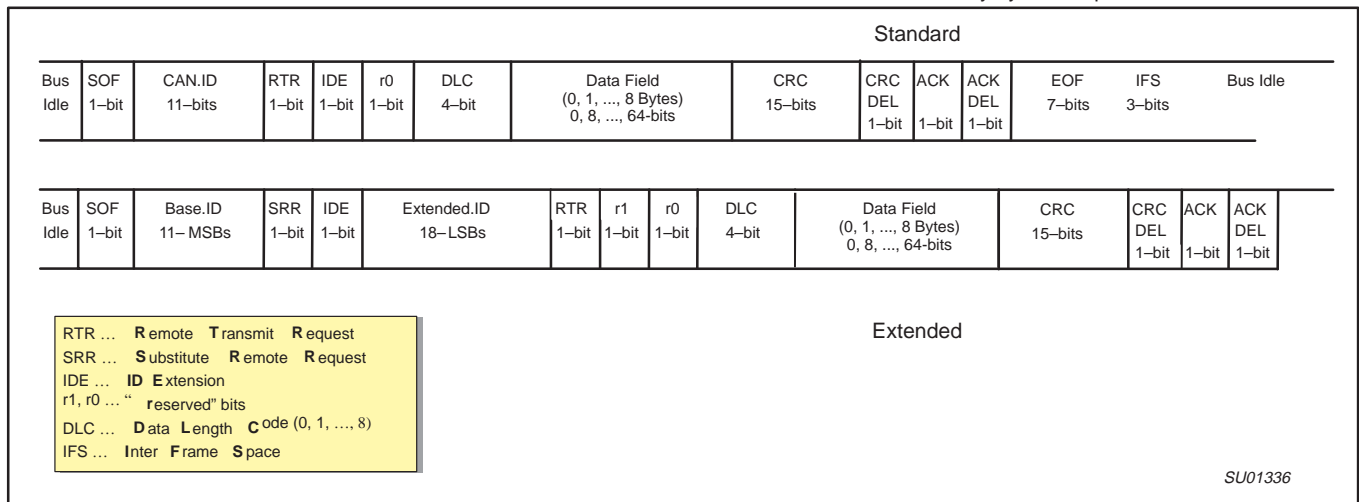 Standard
Bus SOF CAN.ID RTR IDE r0 DLC Data Field CRC CRC ACK ACK EOF IFS Bus Idle
Idle 1–bit 11–bits 1–bit 1–bit 1–bit 4–bit (0, 1, ..., 8 Bytes) 15–bits DEL DEL 7–bits 3–bits
0, 8, ..., 64-bits 1–bit 1–bit 1–bit
Bus SOF Base.ID SRR IDE Extended.ID RTR r1 r0 DLC Data Field CRC CRC ACK ACK
Idle 1–bit 11– MSBs 1–bit 1–bit 18–LSBs 1–bit 1–bit 1–bit 4–bit (0, 1, ..., 8 Bytes) 15–bits DEL DEL
0, 8, ..., 64-bits 1–bit 1–bit 1–bit
Extended
RTR … Remote Transmit Request
SRR … Substitute Remote Request
IDE … ID Extension
r1, r0 … “ reserved” bits
DLC … Data Length Code (0, 1, …, 8)
IFS … Inter Frame Space
SU01336